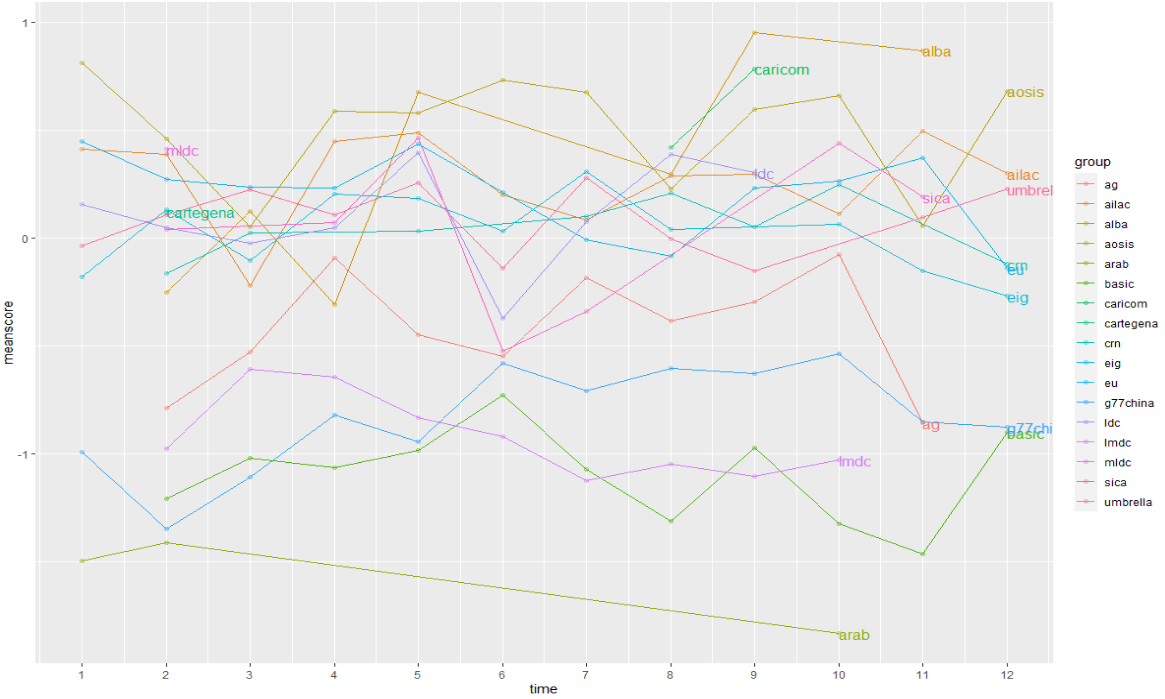 1
alba
caricom
aosis
group
mldc
ldc
ailac
ag
umbrel
sica
ailac
cartegena
alba
0
aosis
crn
arab
eu
basic
eig
caricom
meanscore
cartegena
crn
eig
eu
g77china
ag
g77chi
basic
ldc
-1
lmdc
lmdc
mldc
sica
umbrella
arab
1 2 3 4 5 6 7 8 9 10 11 12
time